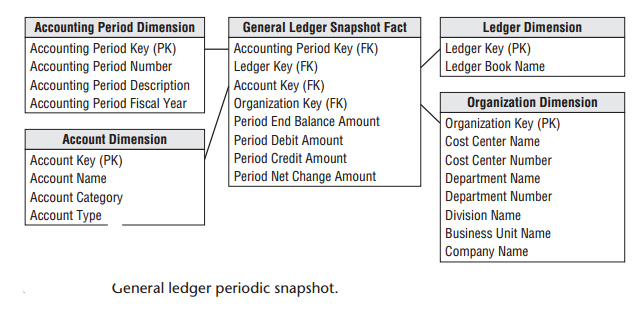 Accounting Period Dimension
Accounting Period Key (PK)
Accounting Period Number
Accounting Period Description
Accounting Period Fiscal Year
Account Dimension
Account Key (PK)
Account Name
Account Category
Account Type
General Ledger Snapshot Fact
Accounting Period Key (FK)
Ledger Key (FK)
Account Key (FK)
Organization Key (FK)
Period End Balance Amount
Period Debit Amount
Period Credit Amount
Period Net Change Amount
Ledger Dimension
Ledger Key (PK)
Ledger Book Name
Organization Dimension
Organization Key (PK)
Cost Center Name
Cost Center Number
Department Name
Department Number
Division Name
Business Unit Name
Company Name
General ledger periodic snapshot.